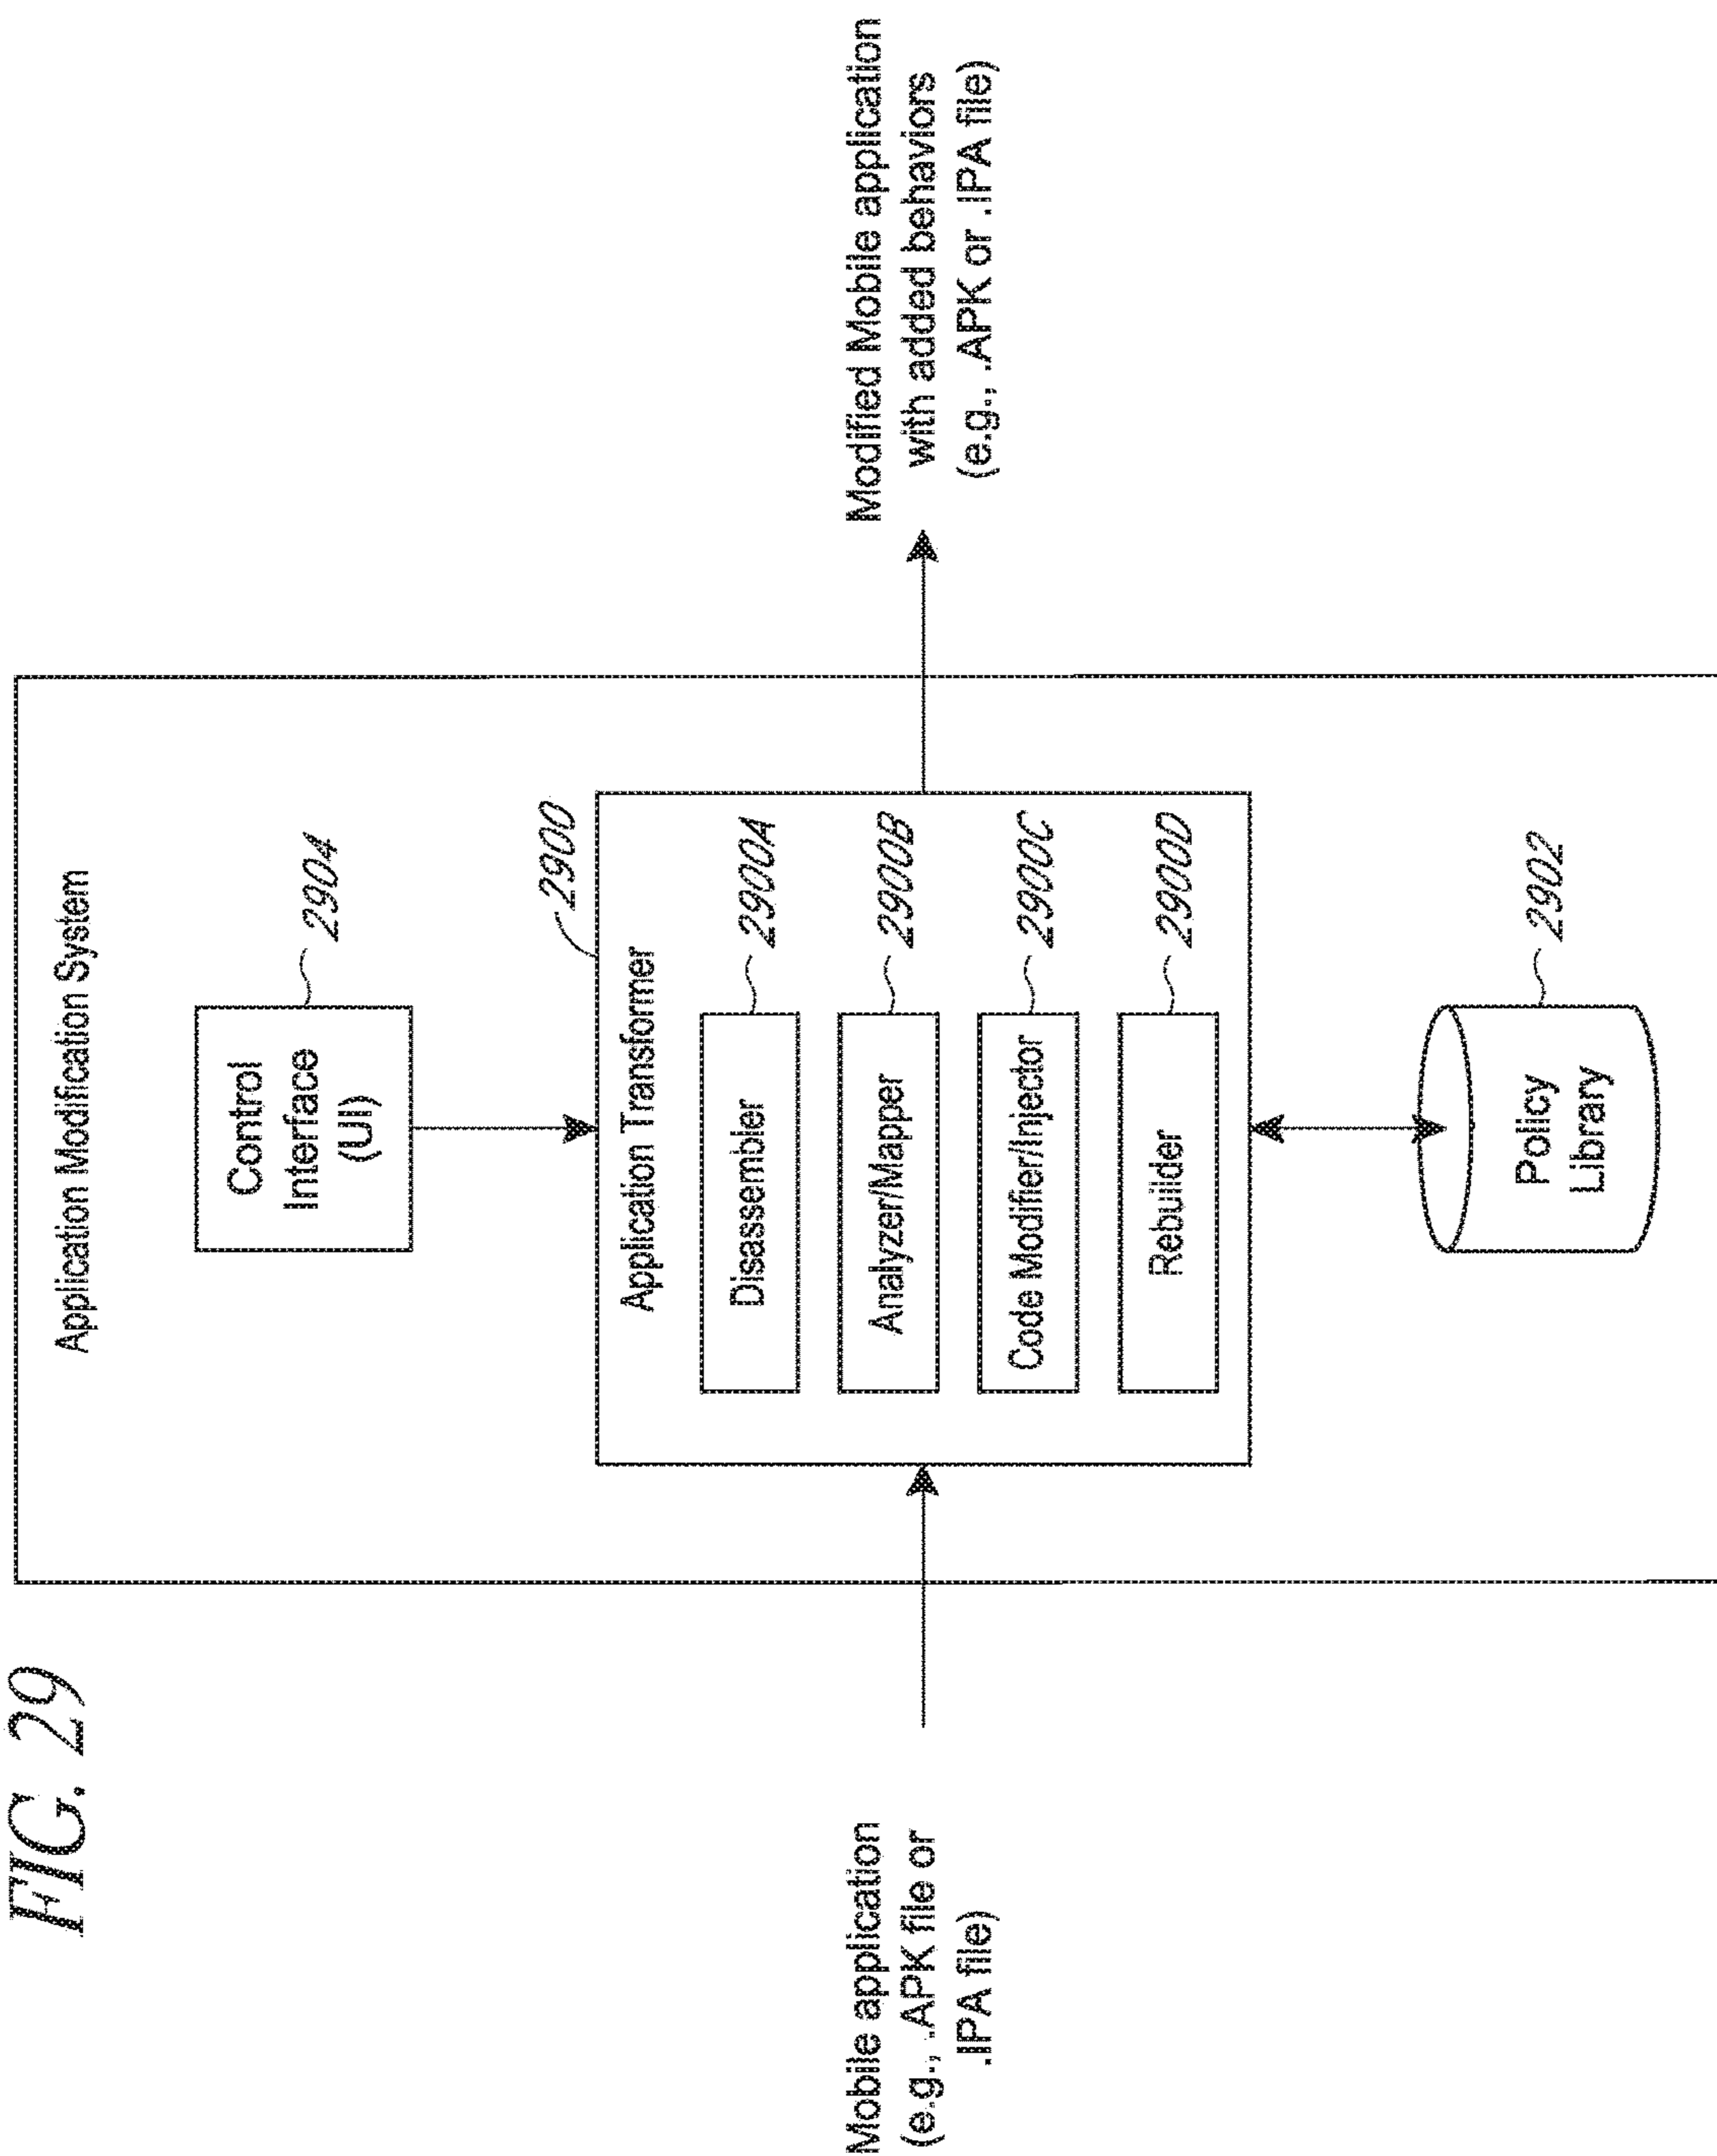 FIG. 29
Application Modification System
Control
Interface
(UI)
2904
2900
Application Transformer
Disassembler
2900A
Analyzer/Mapper
2900B
Code Modifier/Injector
2900C
Rebuilder
2900D
Policy
Library
2902
Mobile application
(e.g., .APK file or
.IPA file)
Modified Mobile application
with added behaviors
(e.g., .APK or .IPA file)